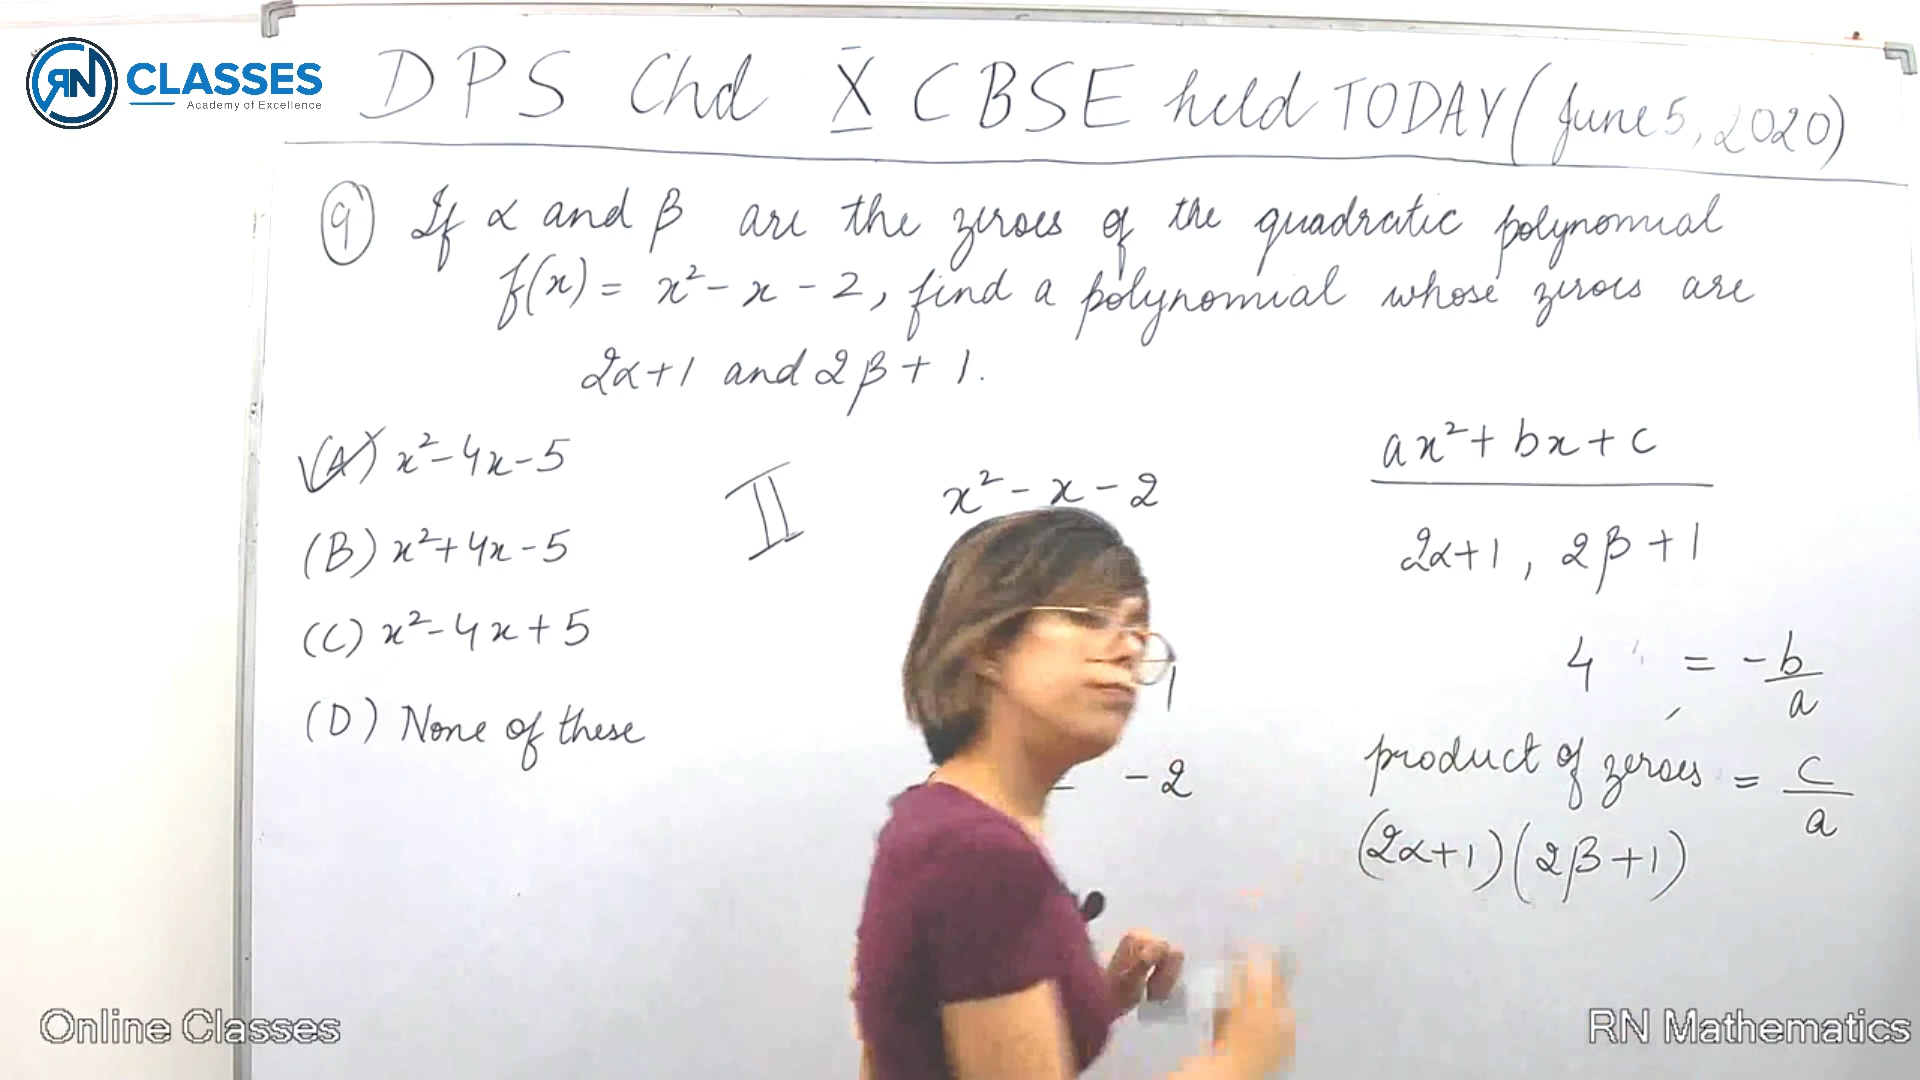 RN CLASSES
Academy of Excellence
DPS Chd X CBSE held TODAY (June 5, 2020)
9 If α and β are the zeroes of the quadratic polynomial
f(x) = x² - x - 2, find a polynomial whose zeroes are
2α+1 and 2β+1.
(A) x²-4x-5
(B) x²+4x-5
(C) x²-4x+5
(D) None of these
II
x² - x - 2
1
= -2
ax² + bx + c
2α+1, 2β+1
4 = -b/a
product of zeroes = c/a
(2α+1)(2β+1)
Online Classes
RN Mathematics